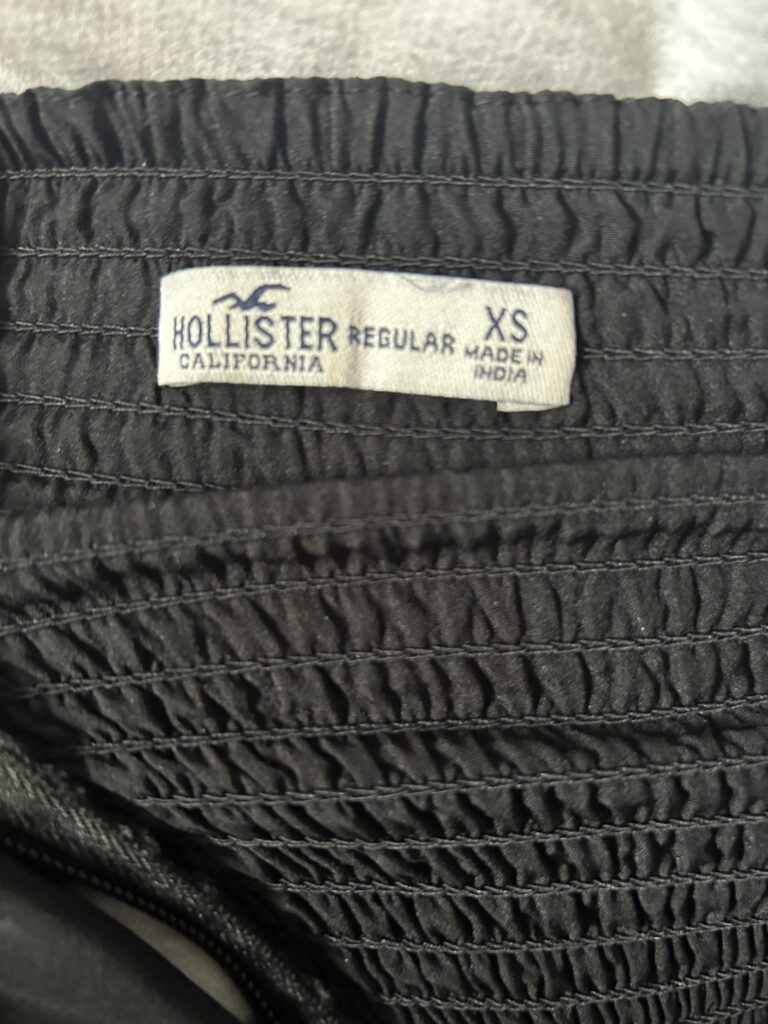 HOLLISTER
CALIFORNIA
REGULAR
XS
MADE IN
INDIA